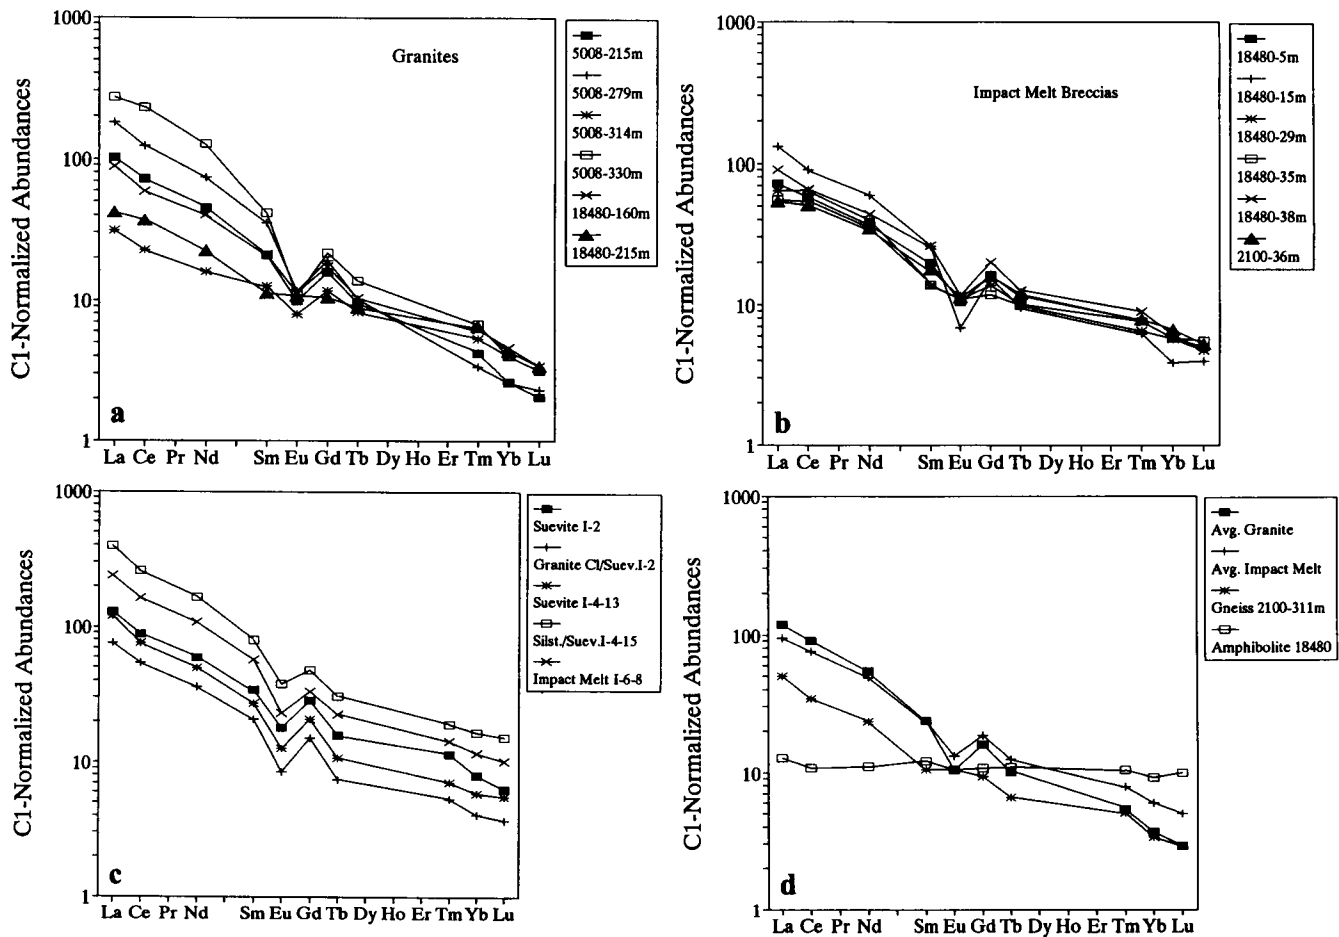 1000
100
10
1
C1-Normalized Abundances
Granites
a
La Ce Pr Nd Sm Eu Gd Tb Dy Ho Er Tm Yb Lu
5008-215m
5008-279m
5008-314m
5008-330m
18480-160m
18480-215m
1000
100
10
1
C1-Normalized Abundances
Impact Melt Breccias
b
La Ce Pr Nd Sm Eu Gd Tb Dy Ho Er Tm Yb Lu
18480-5m
18480-15m
18480-29m
18480-35m
18480-38m
2100-36m
1000
100
10
1
C1-Normalized Abundances
c
La Ce Pr Nd Sm Eu Gd Tb Dy Ho Er Tm Yb Lu
Suevite I-2
Granite Cl/Suev.I-2
Suevite I-4-13
Silst./Suev.I-4-15
Impact Melt I-6-8
1000
100
10
1
C1-Normalized Abundances
d
La Ce Pr Nd Sm Eu Gd Tb Dy Ho Er Tm Yb Lu
Avg. Granite
Avg. Impact Melt
Gneiss 2100-311m
Amphibolite 18480